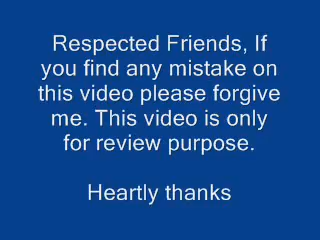 Respected Friends, If
you find any mistake on
this video please forgive
me. This video is only
for review purpose.
Heartly thanks